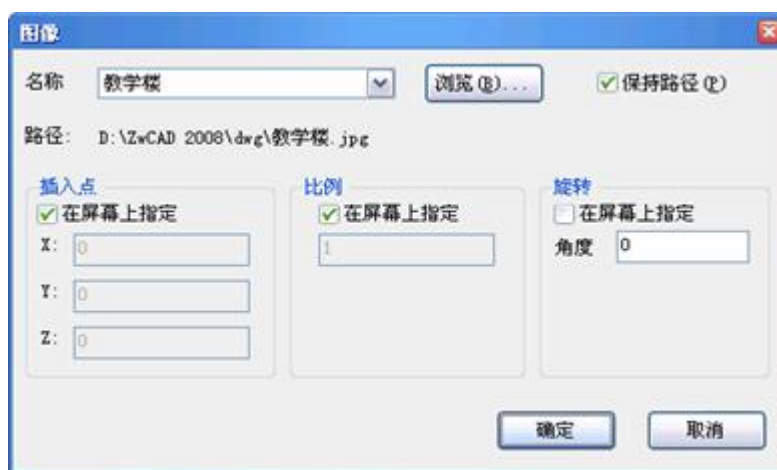 图像
名称 教学楼 浏览(B)... 保持路径(P)
路径: D:\ZwCAD 2008\dwg\教学楼.jpg
插入点 比例 旋转
在屏幕上指定 在屏幕上指定 在屏幕上指定
X: 0 1 角度 0
Y: 0
Z: 0
确定 取消